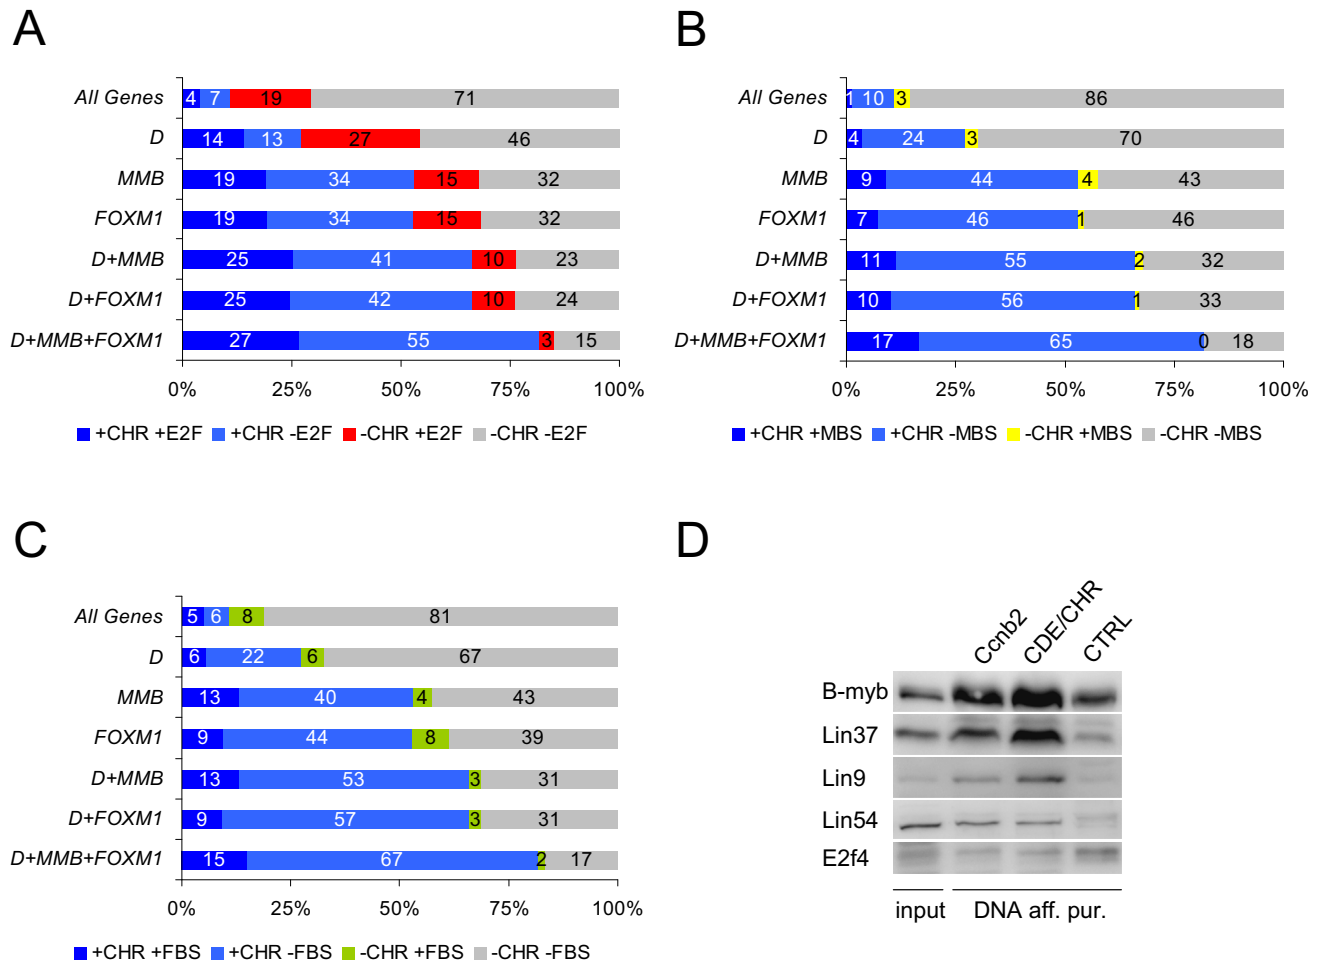 A
All Genes 4 7 19 71
D 14 13 27 46
MMB 19 34 15 32
FOXM1 19 34 15 32
D+MMB 25 41 10 23
D+FOXM1 25 42 10 24
D+MMB+FOXM1 27 55 3 15
0% 25% 50% 75% 100%
+CHR +E2F +CHR -E2F -CHR +E2F -CHR -E2F
B
All Genes 1 10 3 86
D 4 24 3 70
MMB 9 44 4 43
FOXM1 7 46 1 46
D+MMB 11 55 2 32
D+FOXM1 10 56 1 33
D+MMB+FOXM1 17 65 0 18
0% 25% 50% 75% 100%
+CHR +MBS +CHR -MBS -CHR +MBS -CHR -MBS
C
All Genes 5 6 8 81
D 6 22 6 67
MMB 13 40 4 43
FOXM1 9 44 8 39
D+MMB 13 53 3 31
D+FOXM1 9 57 3 31
D+MMB+FOXM1 15 67 2 17
0% 25% 50% 75% 100%
+CHR +FBS +CHR -FBS -CHR +FBS -CHR -FBS
D
Ccnb2 CDE/CHR CTRL
B-myb
Lin37
Lin9
Lin54
E2f4
input DNA aff. pur.